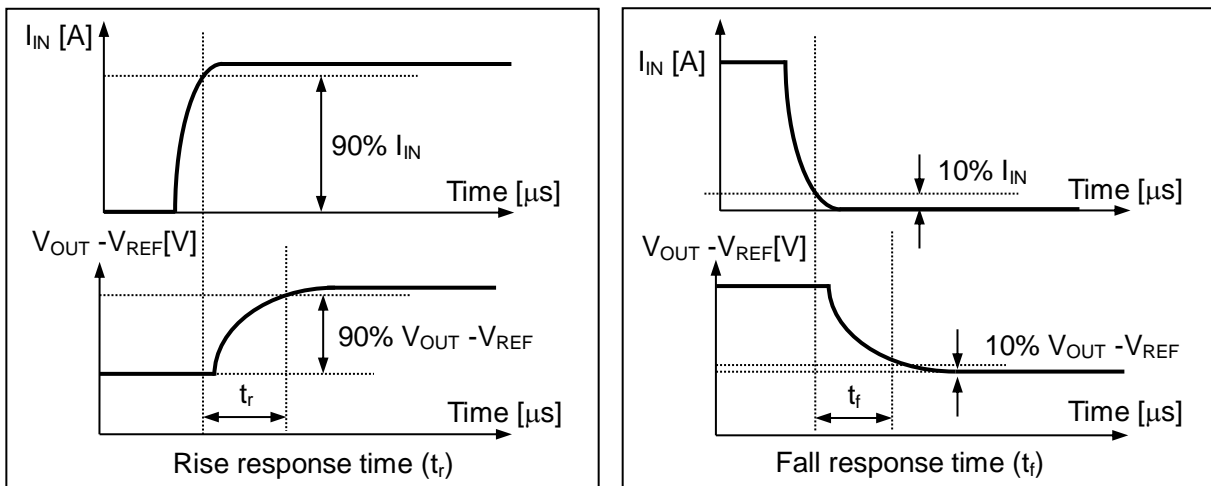 I_IN [A]
90% I_IN
Time [μs]
V_OUT -V_REF[V]
90% V_OUT -V_REF
t_r
Time [μs]
Rise response time (t_r)
I_IN [A]
10% I_IN
Time [μs]
V_OUT -V_REF[V]
10% V_OUT -V_REF
t_f
Time [μs]
Fall response time (t_f)